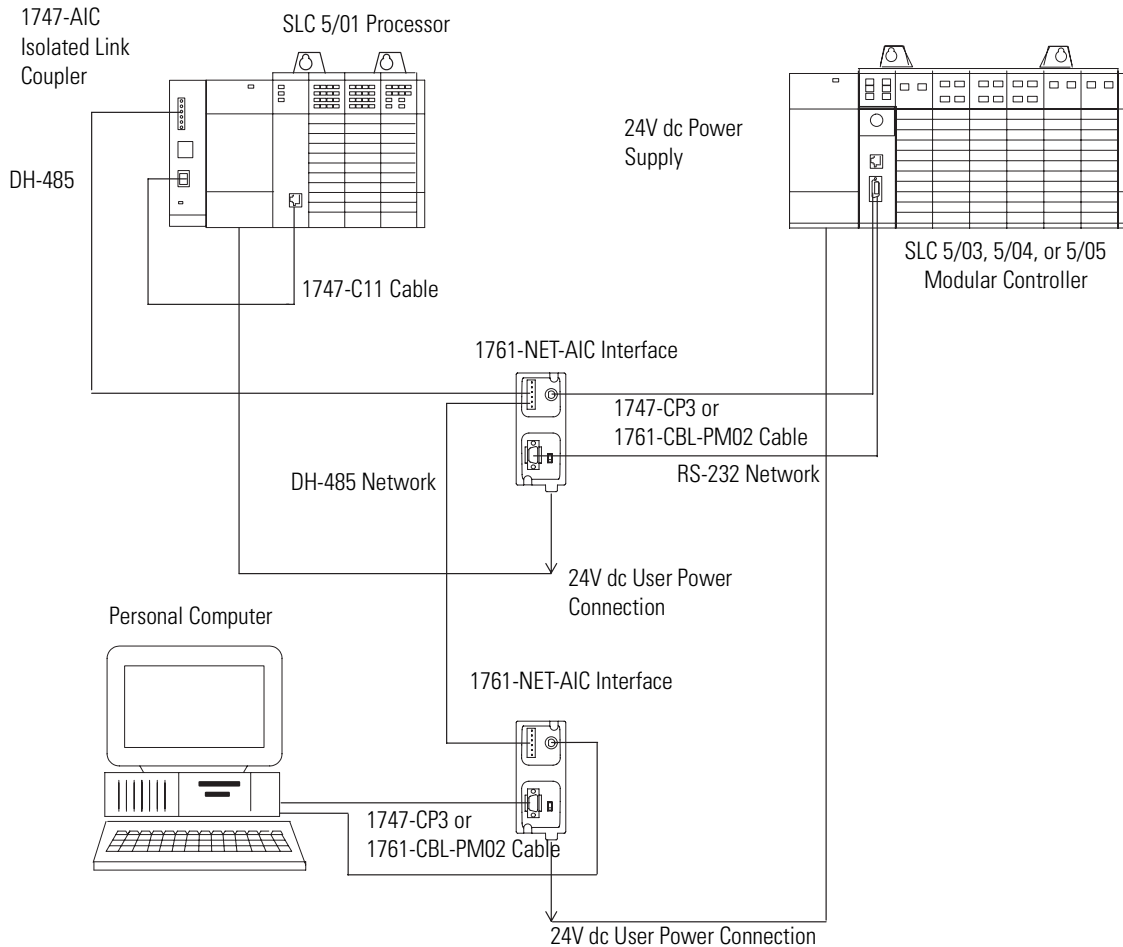 1747-AIC
Isolated Link
Coupler
SLC 5/01 Processor
24V dc Power
Supply
DH-485
SLC 5/03, 5/04, or 5/05
Modular Controller
1747-C11 Cable
1761-NET-AIC Interface
1747-CP3 or
1761-CBL-PM02 Cable
RS-232 Network
DH-485 Network
24V dc User Power
Connection
Personal Computer
1761-NET-AIC Interface
1747-CP3 or
1761-CBL-PM02 Cable
24V dc User Power Connection